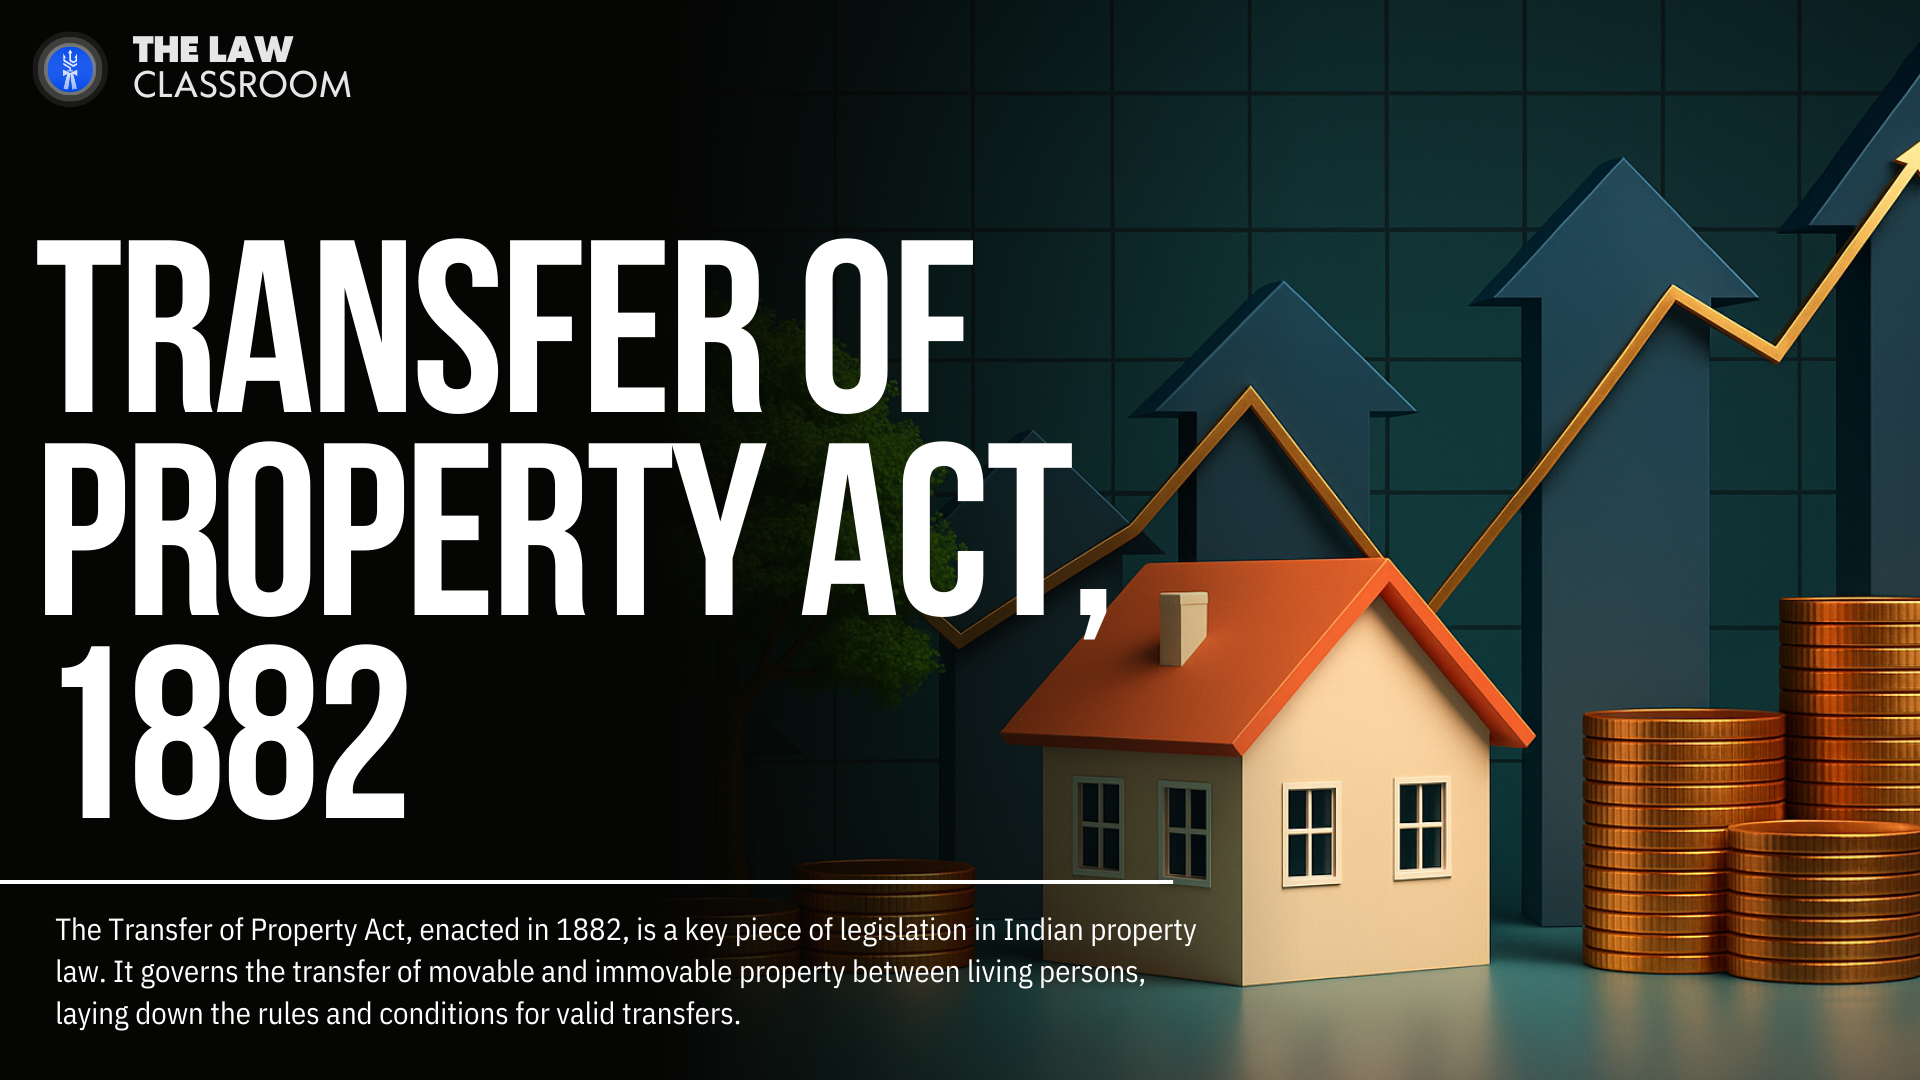 THE LAW
CLASSROOM
TRANSFER OF
PROPERTY ACT,
1882
The Transfer of Property Act, enacted in 1882, is a key piece of legislation in Indian property
law. It governs the transfer of movable and immovable property between living persons,
laying down the rules and conditions for valid transfers.